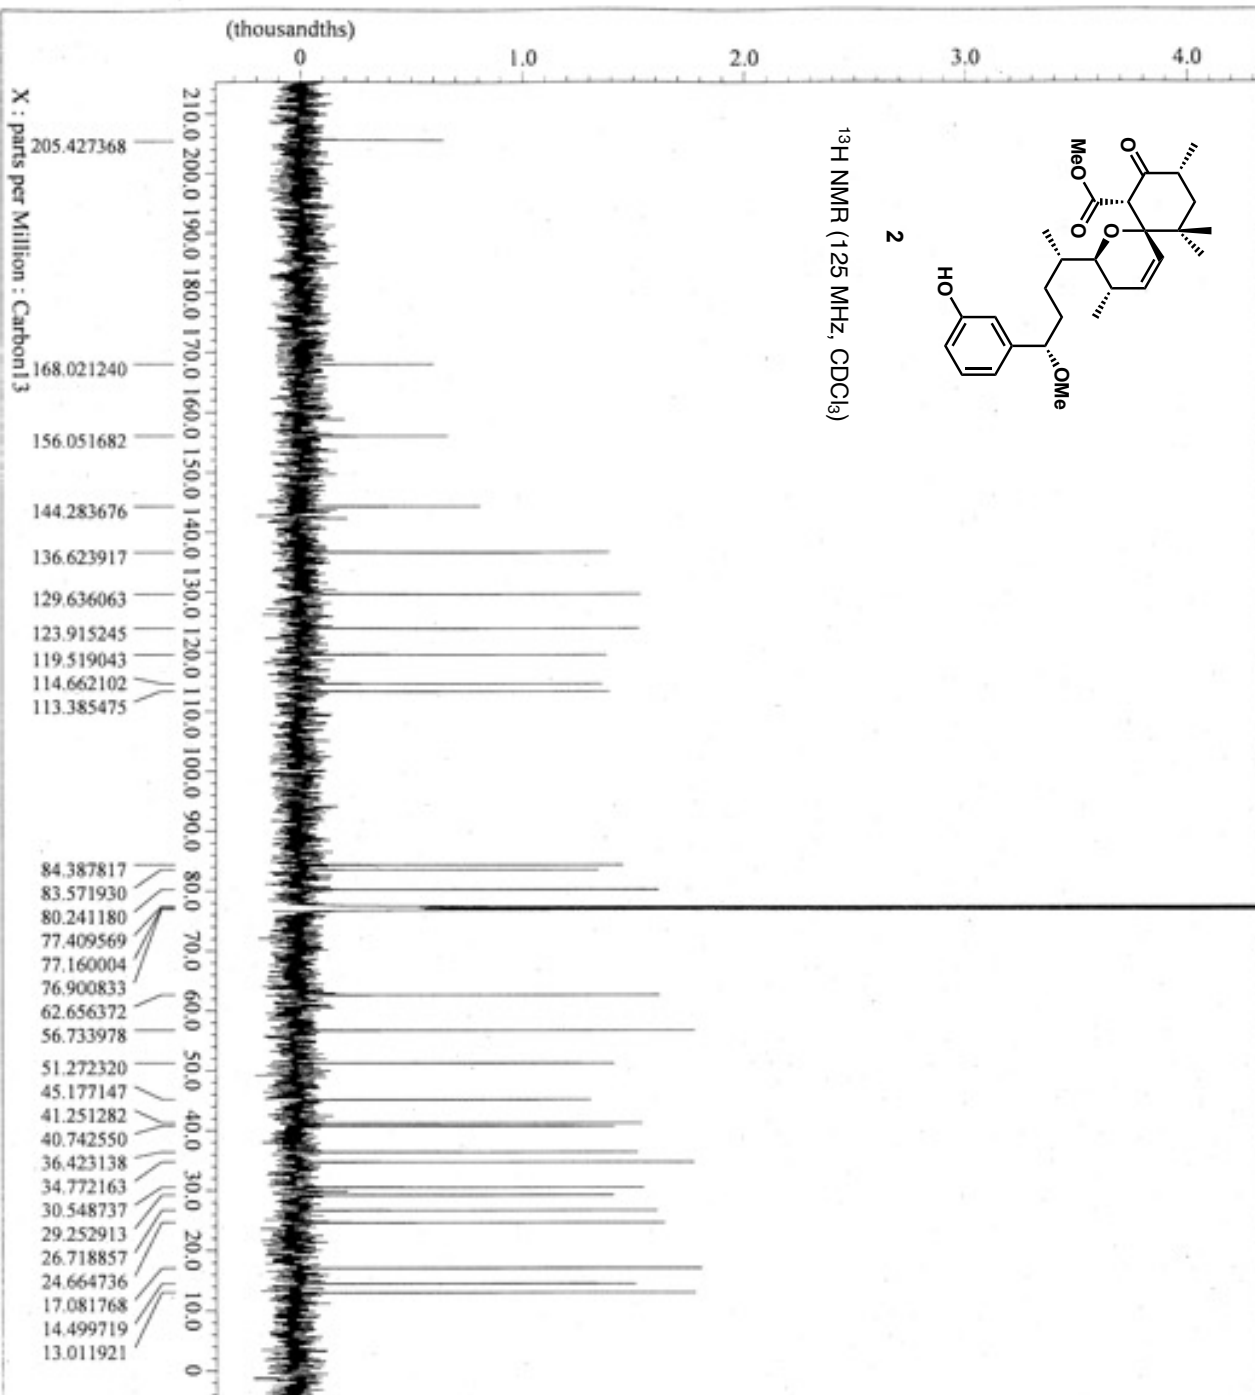 (thousandths)
0 1.0 2.0 3.0 4.0
X : parts per Million : Carbon13
210.0 200.0 190.0 180.0 170.0 160.0 150.0 140.0 130.0 120.0 110.0 100.0 90.0 80.0 70.0 60.0 50.0 40.0 30.0 20.0 10.0 0
205.427368
168.021240
156.051682
144.283676
136.623917
129.636063
123.915245
119.519043
114.662102
113.385475
84.387817
83.571930
80.241180
77.409569
77.160004
76.900833
62.656372
56.733978
51.272320
45.177147
41.251282
40.742550
36.423138
34.772163
30.548737
29.252913
26.718857
24.664736
17.081768
14.499719
13.011921
O
MeO
O
O
HO
OMe
2
¹³H NMR (125 MHz, CDCl₃)